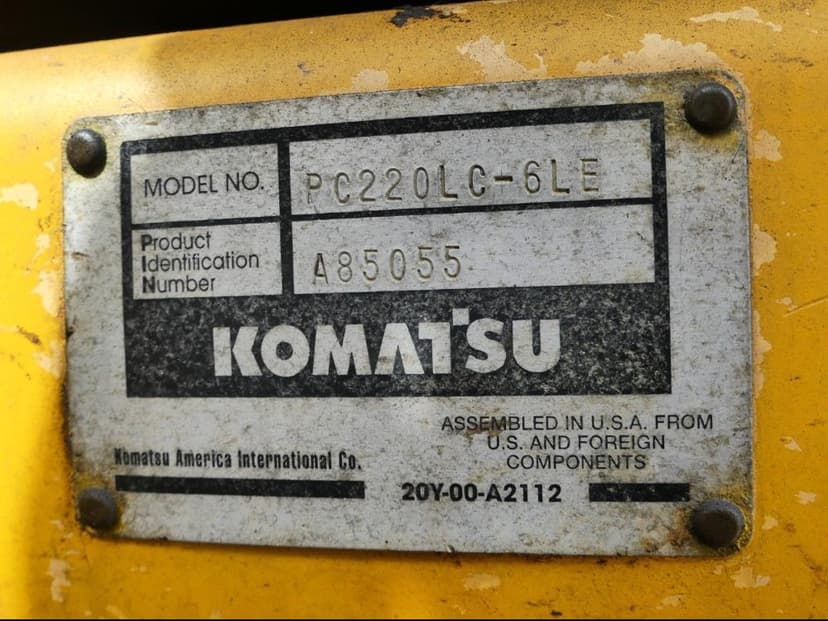 MODEL NO. PC220LC-6LE
Product
Identification
Number
A85055
KOMATSU
ASSEMBLED IN U.S.A. FROM
U.S. AND FOREIGN
COMPONENTS
Komatsu America International Co.
20Y-00-A2112